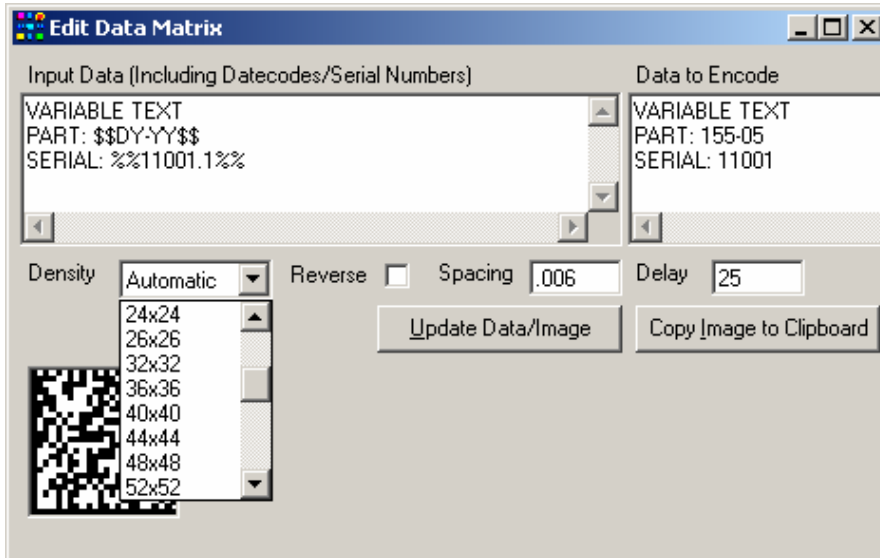 Edit Data Matrix
Input Data (Including Datecodes/Serial Numbers)
VARIABLE TEXT
PART: $$DY-YY$$
SERIAL: %%11001.1%%
Data to Encode
VARIABLE TEXT
PART: 155-05
SERIAL: 11001
Density Automatic Reverse Spacing .006 Delay 25
24x24
26x26
32x32
36x36
40x40
44x44
48x48
52x52
Update Data/Image Copy Image to Clipboard